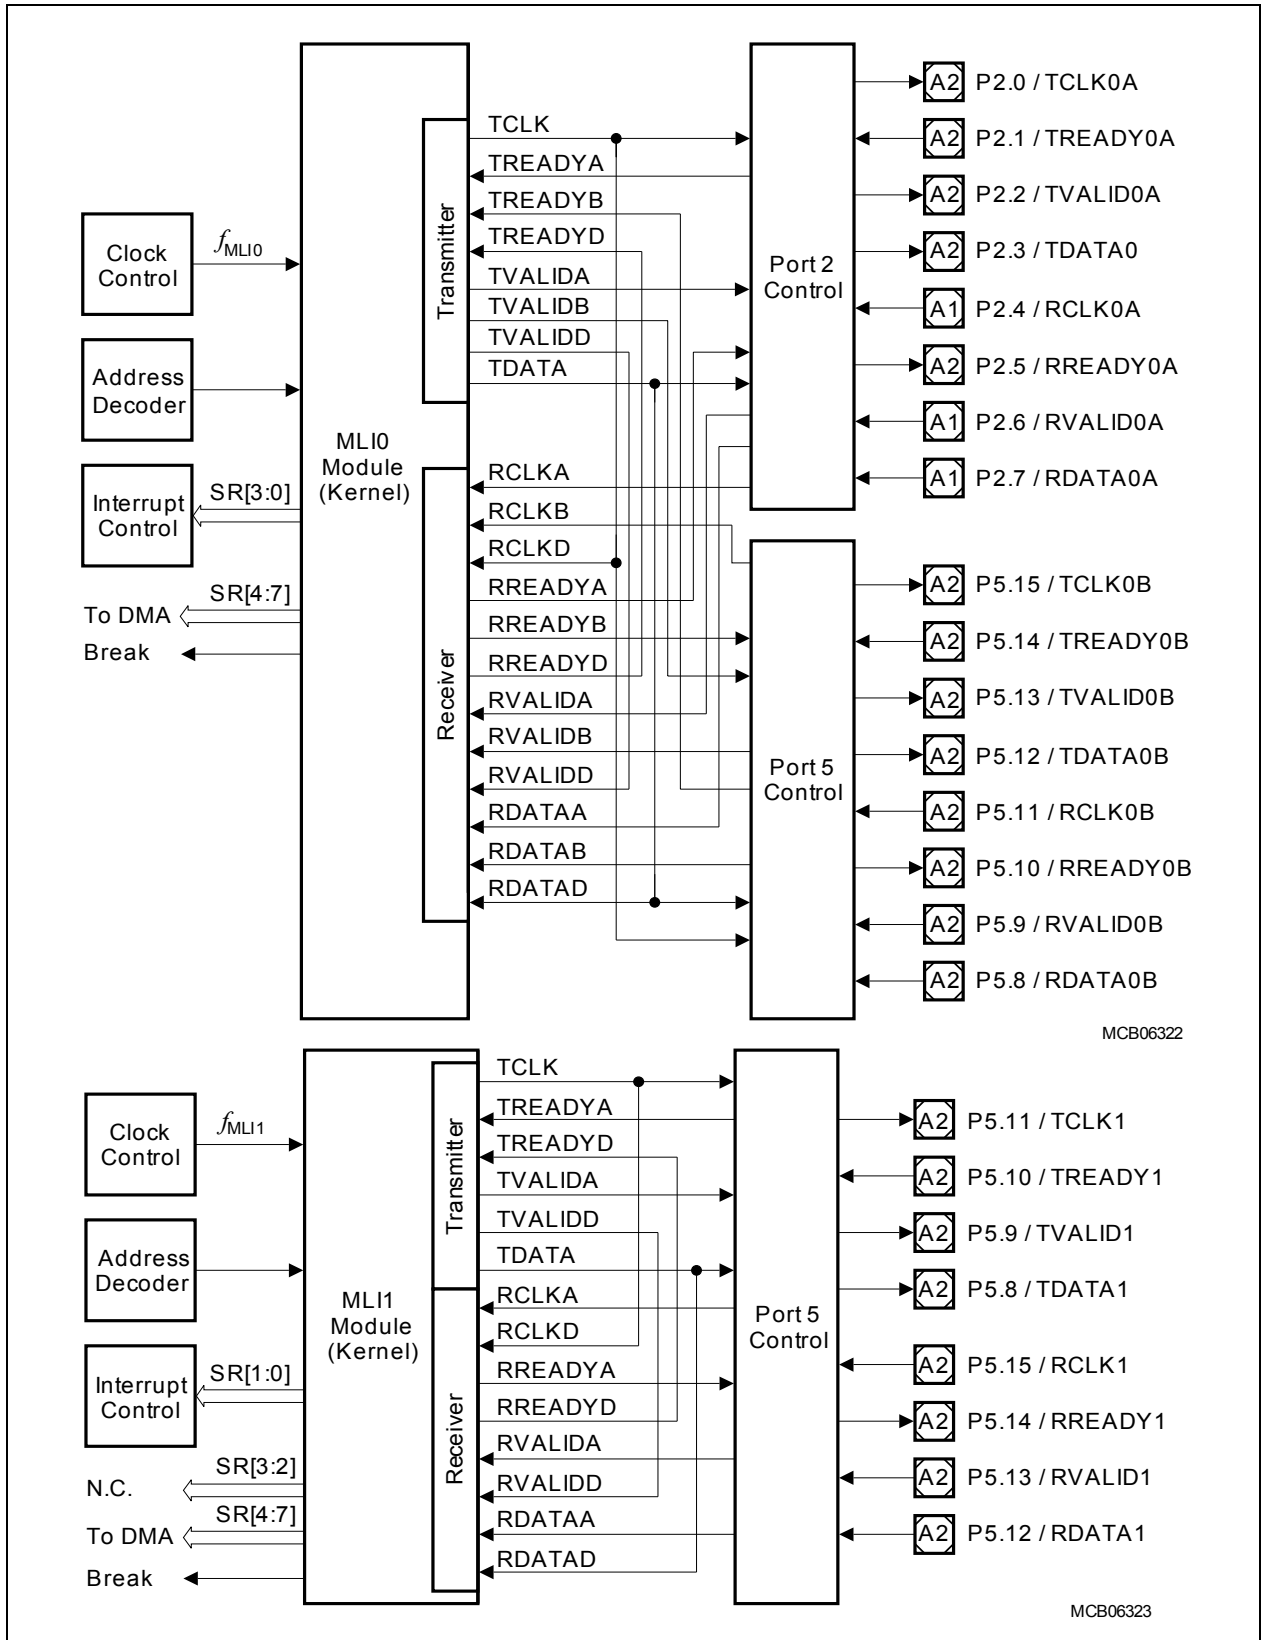 Clock
Control
fMLI0
Address
Decoder
Interrupt
Control
SR[3:0]
To DMA
SR[4:7]
Break
MLI0
Module
(Kernel)
Transmitter
TCLK
TREADYA
TREADYB
TREADYD
TVALIDA
TVALIDB
TVALIDD
TDATA
Receiver
RCLKA
RCLKB
RCLKD
RREADYA
RREADYB
RREADYD
RVALIDA
RVALIDB
RVALIDD
RDATAA
RDATAB
RDATAD
Port 2
Control
A2 P2.0 / TCLK0A
A2 P2.1 / TREADY0A
A2 P2.2 / TVALID0A
A2 P2.3 / TDATA0
A1 P2.4 / RCLK0A
A2 P2.5 / RREADY0A
A1 P2.6 / RVALID0A
A1 P2.7 / RDATA0A
Port 5
Control
A2 P5.15 / TCLK0B
A2 P5.14 / TREADY0B
A2 P5.13 / TVALID0B
A2 P5.12 / TDATA0B
A2 P5.11 / RCLK0B
A2 P5.10 / RREADY0B
A2 P5.9 / RVALID0B
A2 P5.8 / RDATA0B
MCB06322
Clock
Control
fMLI1
Address
Decoder
Interrupt
Control
SR[1:0]
N.C.
SR[3:2]
To DMA
SR[4:7]
Break
MLI1
Module
(Kernel)
Transmitter
TCLK
TREADYA
TREADYD
TVALIDA
TVALIDD
TDATA
Receiver
RCLKA
RCLKD
RREADYA
RREADYD
RVALIDA
RVALIDD
RDATAA
RDATAD
Port 5
Control
A2 P5.11 / TCLK1
A2 P5.10 / TREADY1
A2 P5.9 / TVALID1
A2 P5.8 / TDATA1
A2 P5.15 / RCLK1
A2 P5.14 / RREADY1
A2 P5.13 / RVALID1
A2 P5.12 / RDATA1
MCB06323